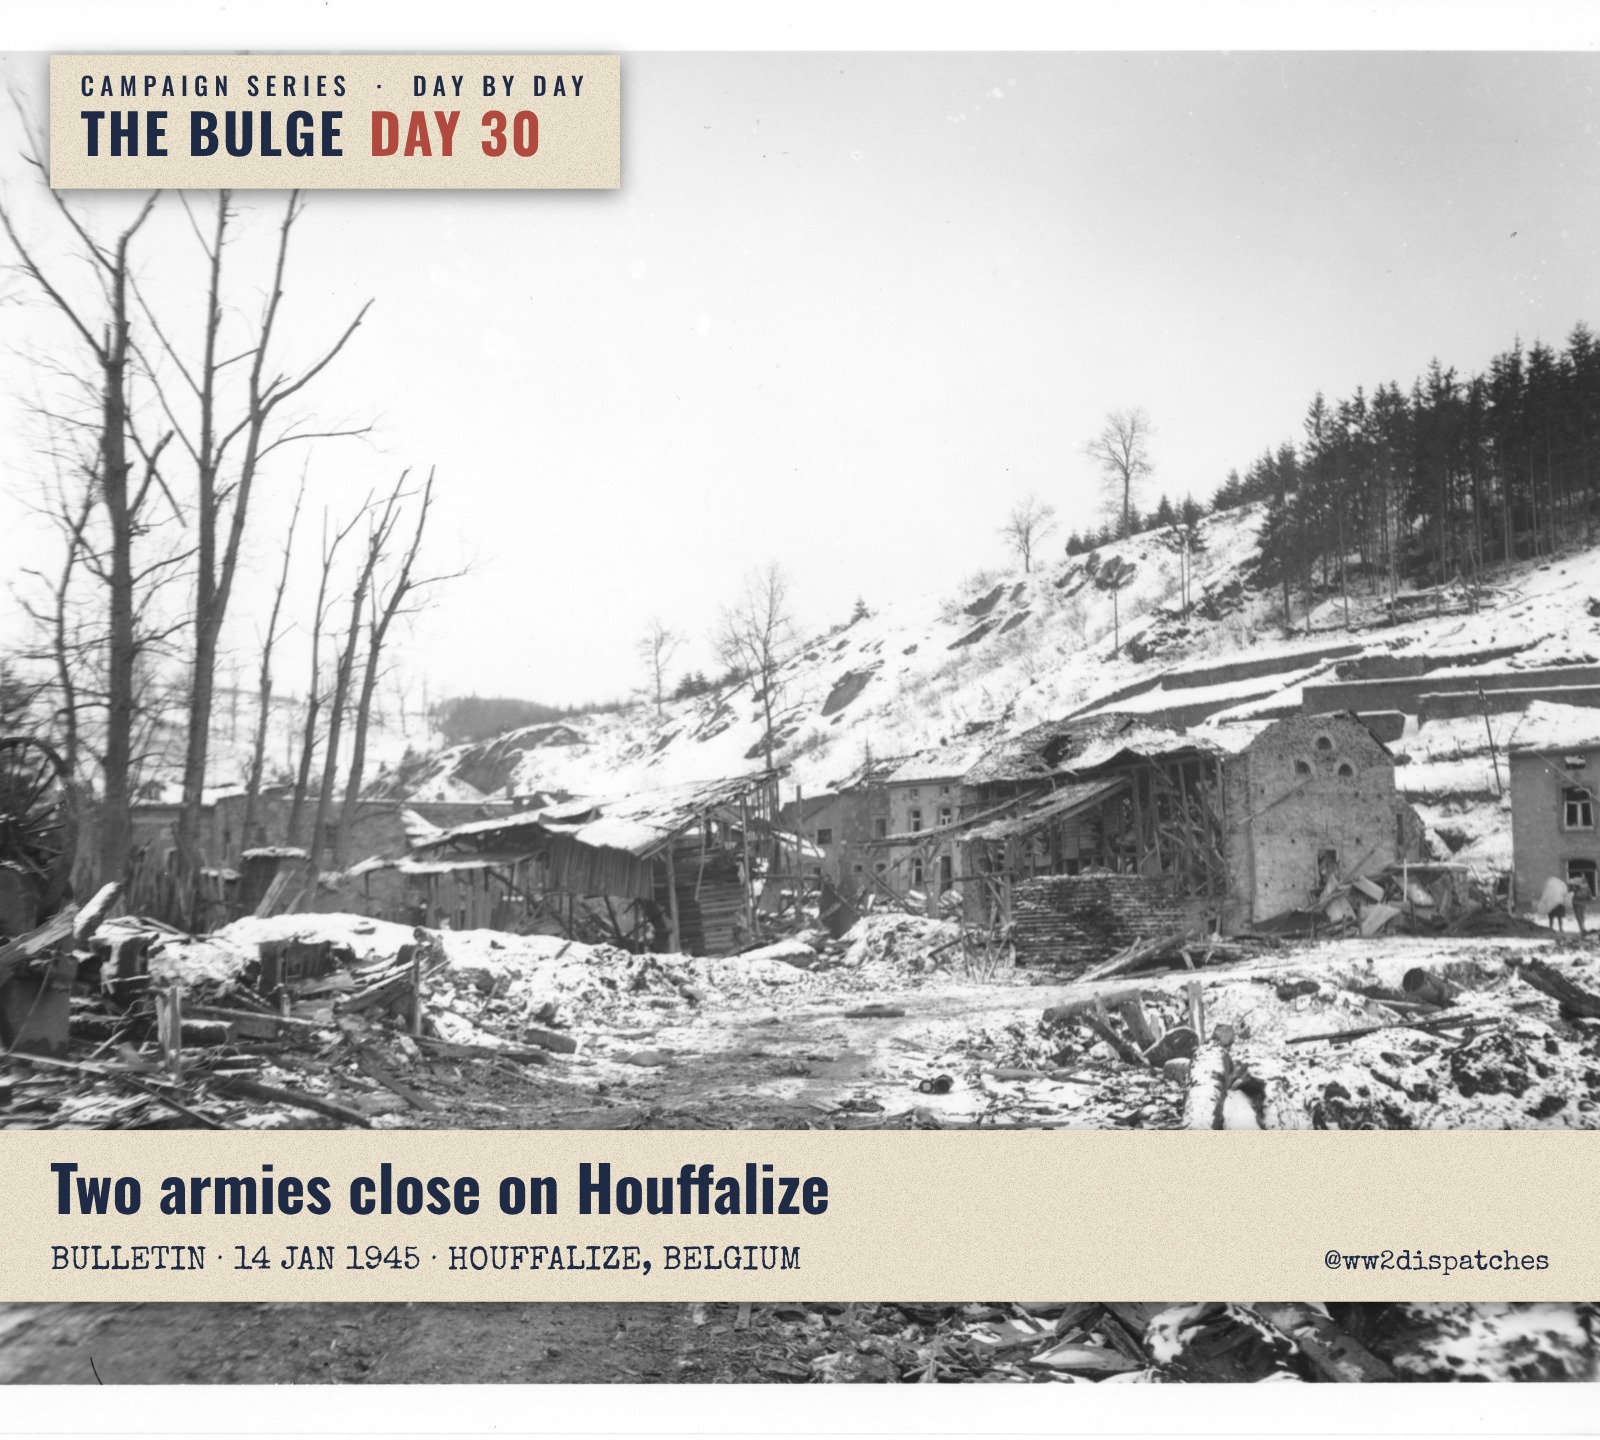 CAMPAIGN SERIES · DAY BY DAY
THE BULGE DAY 30
Two armies close on Houffalize
BULLETIN · 14 JAN 1945 · HOUFFALIZE, BELGIUM
@ww2dispatches